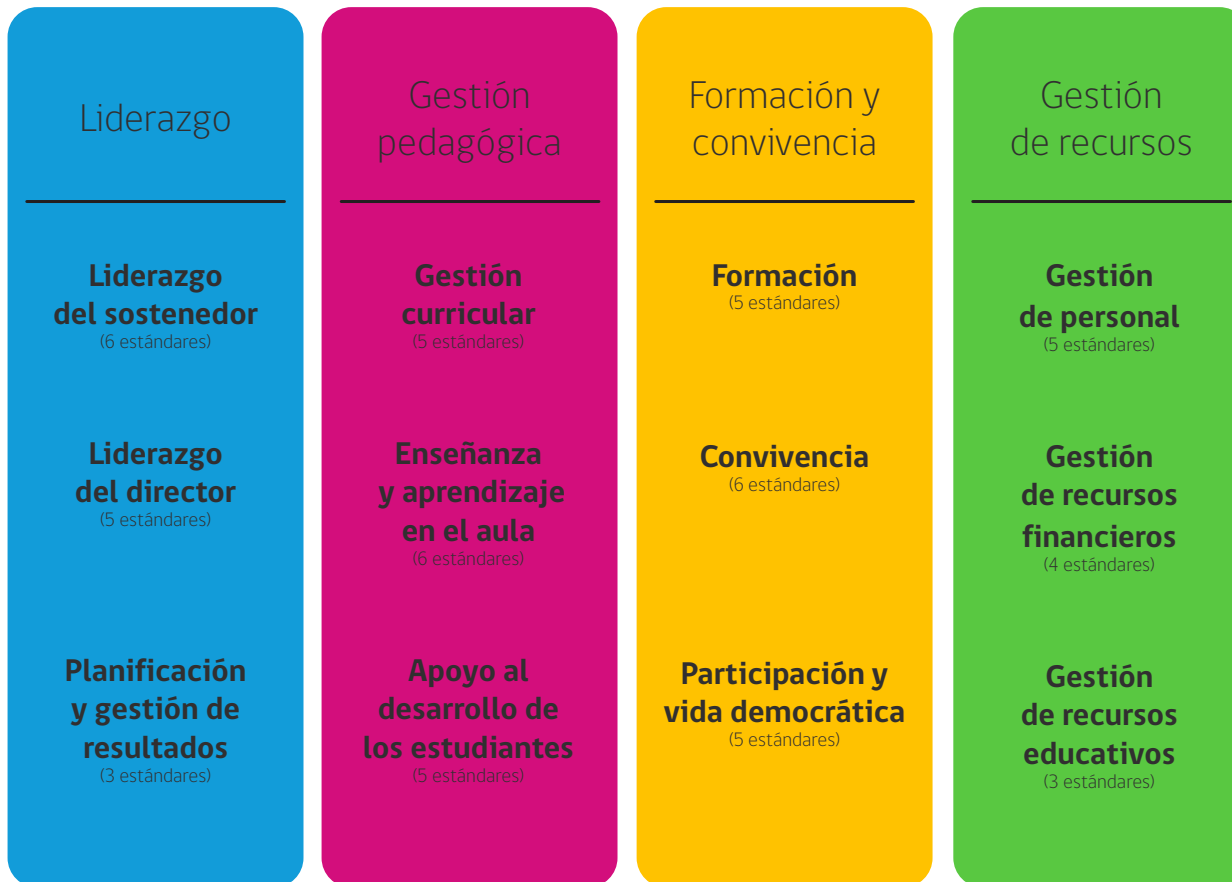 Liderazgo
Liderazgo
del sostenedor
(6 estándares)
Liderazgo
del director
(5 estándares)
Planificación
y gestión de
resultados
(3 estándares)
Gestión
pedagógica
Gestión
curricular
(5 estándares)
Enseñanza
y aprendizaje
en el aula
(6 estándares)
Apoyo al
desarrollo de
los estudiantes
(5 estándares)
Formación y
convivencia
Formación
(5 estándares)
Convivencia
(6 estándares)
Participación y
vida democrática
(5 estándares)
Gestión
de recursos
Gestión
de personal
(5 estándares)
Gestión
de recursos
financieros
(4 estándares)
Gestión
de recursos
educativos
(3 estándares)